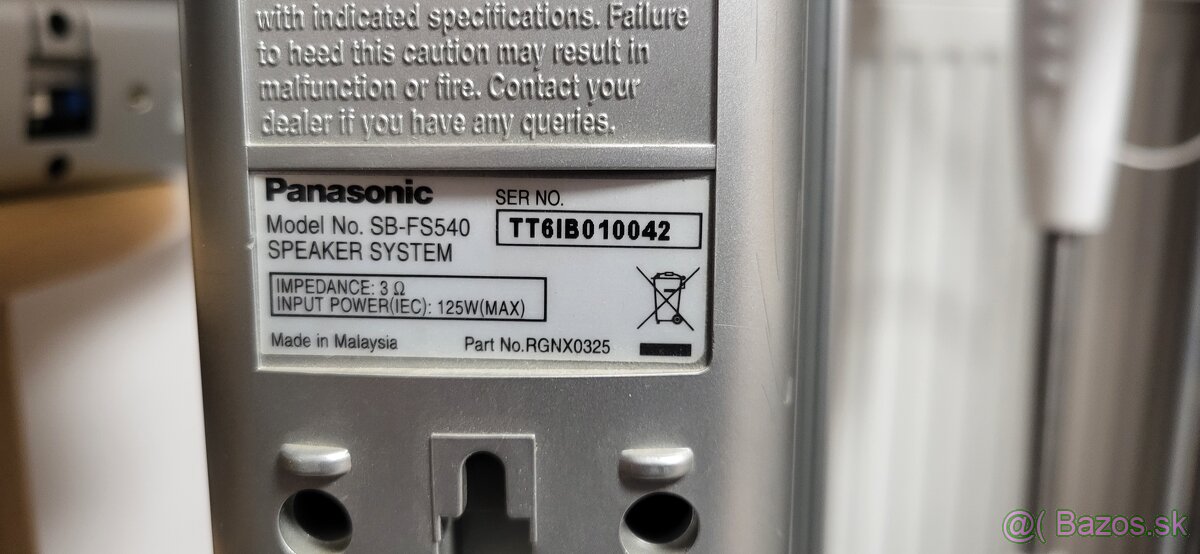 with indicated specifications. Failure
to heed this caution may result in
malfunction or fire. Contact your
dealer if you have any queries.
Panasonic
Model No. SB-FS540
SPEAKER SYSTEM
SER NO.
TT6IB010042
IMPEDANCE: 3 Ω
INPUT POWER(IEC): 125W(MAX)
Made in Malaysia
Part No.RGNX0325
@( Bazos.sk